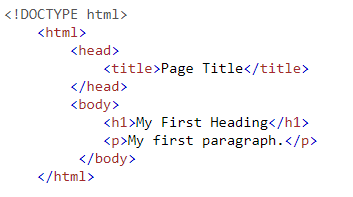 <!DOCTYPE html>
<html>
<head>
<title>Page Title</title>
</head>
<body>
<h1>My First Heading</h1>
<p>My first paragraph.</p>
</body>
</html>